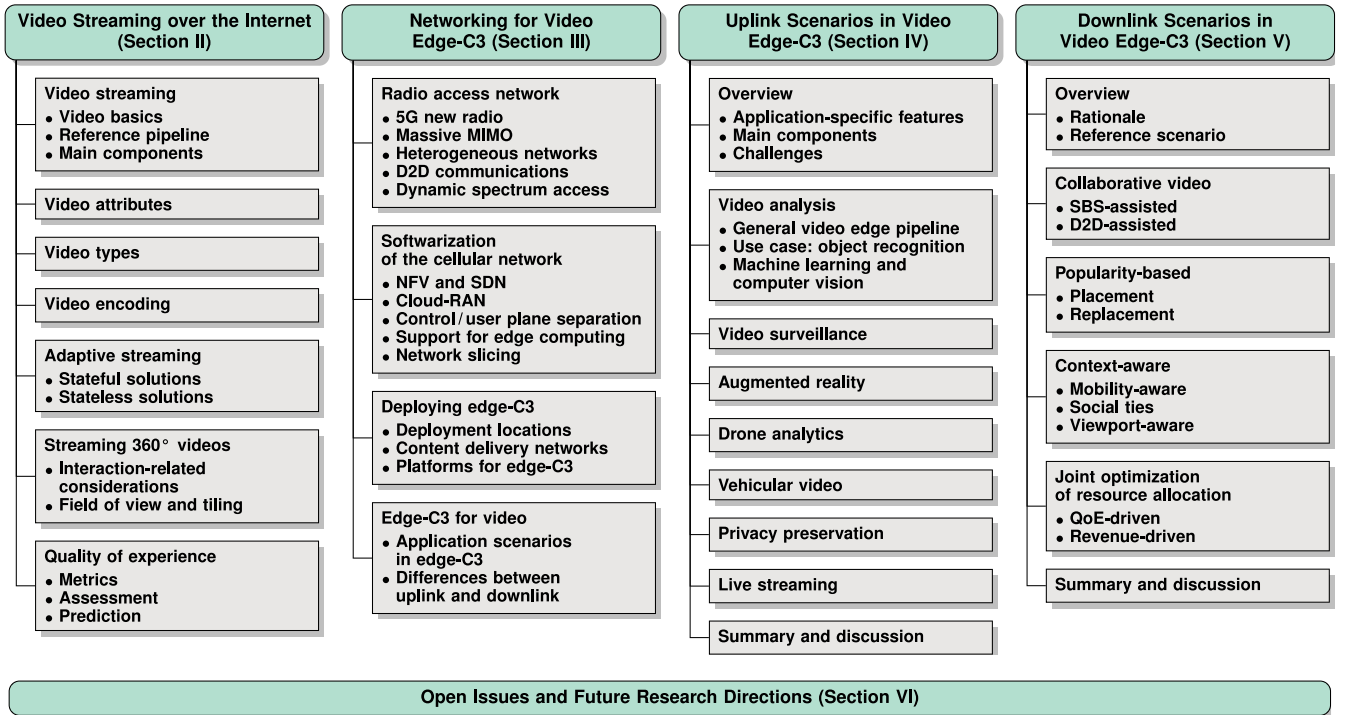 Video Streaming over the Internet
(Section II)
Video streaming
• Video basics
• Reference pipeline
• Main components
Video attributes
Video types
Video encoding
Adaptive streaming
• Stateful solutions
• Stateless solutions
Streaming 360° videos
• Interaction-related
considerations
• Field of view and tiling
Quality of experience
• Metrics
• Assessment
• Prediction
Networking for Video
Edge-C3 (Section III)
Radio access network
• 5G new radio
• Massive MIMO
• Heterogeneous networks
• D2D communications
• Dynamic spectrum access
Softwarization
of the cellular network
• NFV and SDN
• Cloud-RAN
• Control/user plane separation
• Support for edge computing
• Network slicing
Deploying edge-C3
• Deployment locations
• Content delivery networks
• Platforms for edge-C3
Edge-C3 for video
• Application scenarios
in edge-C3
• Differences between
uplink and downlink
Uplink Scenarios in Video
Edge-C3 (Section IV)
Overview
• Application-specific features
• Main components
• Challenges
Video analysis
• General video edge pipeline
• Use case: object recognition
• Machine learning and
computer vision
Video surveillance
Augmented reality
Drone analytics
Vehicular video
Privacy preservation
Live streaming
Summary and discussion
Downlink Scenarios in
Video Edge-C3 (Section V)
Overview
• Rationale
• Reference scenario
Collaborative video
• SBS-assisted
• D2D-assisted
Popularity-based
• Placement
• Replacement
Context-aware
• Mobility-aware
• Social ties
• Viewport-aware
Joint optimization
of resource allocation
• QoE-driven
• Revenue-driven
Summary and discussion
Open Issues and Future Research Directions (Section VI)